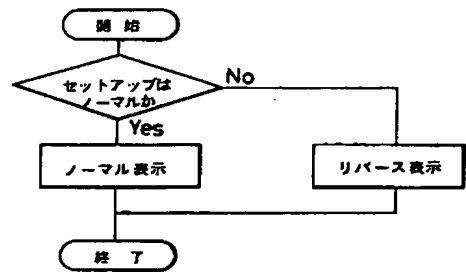 開始
セットアップは
ノーマルか
No
Yes
ノーマル表示
リバース表示
終了